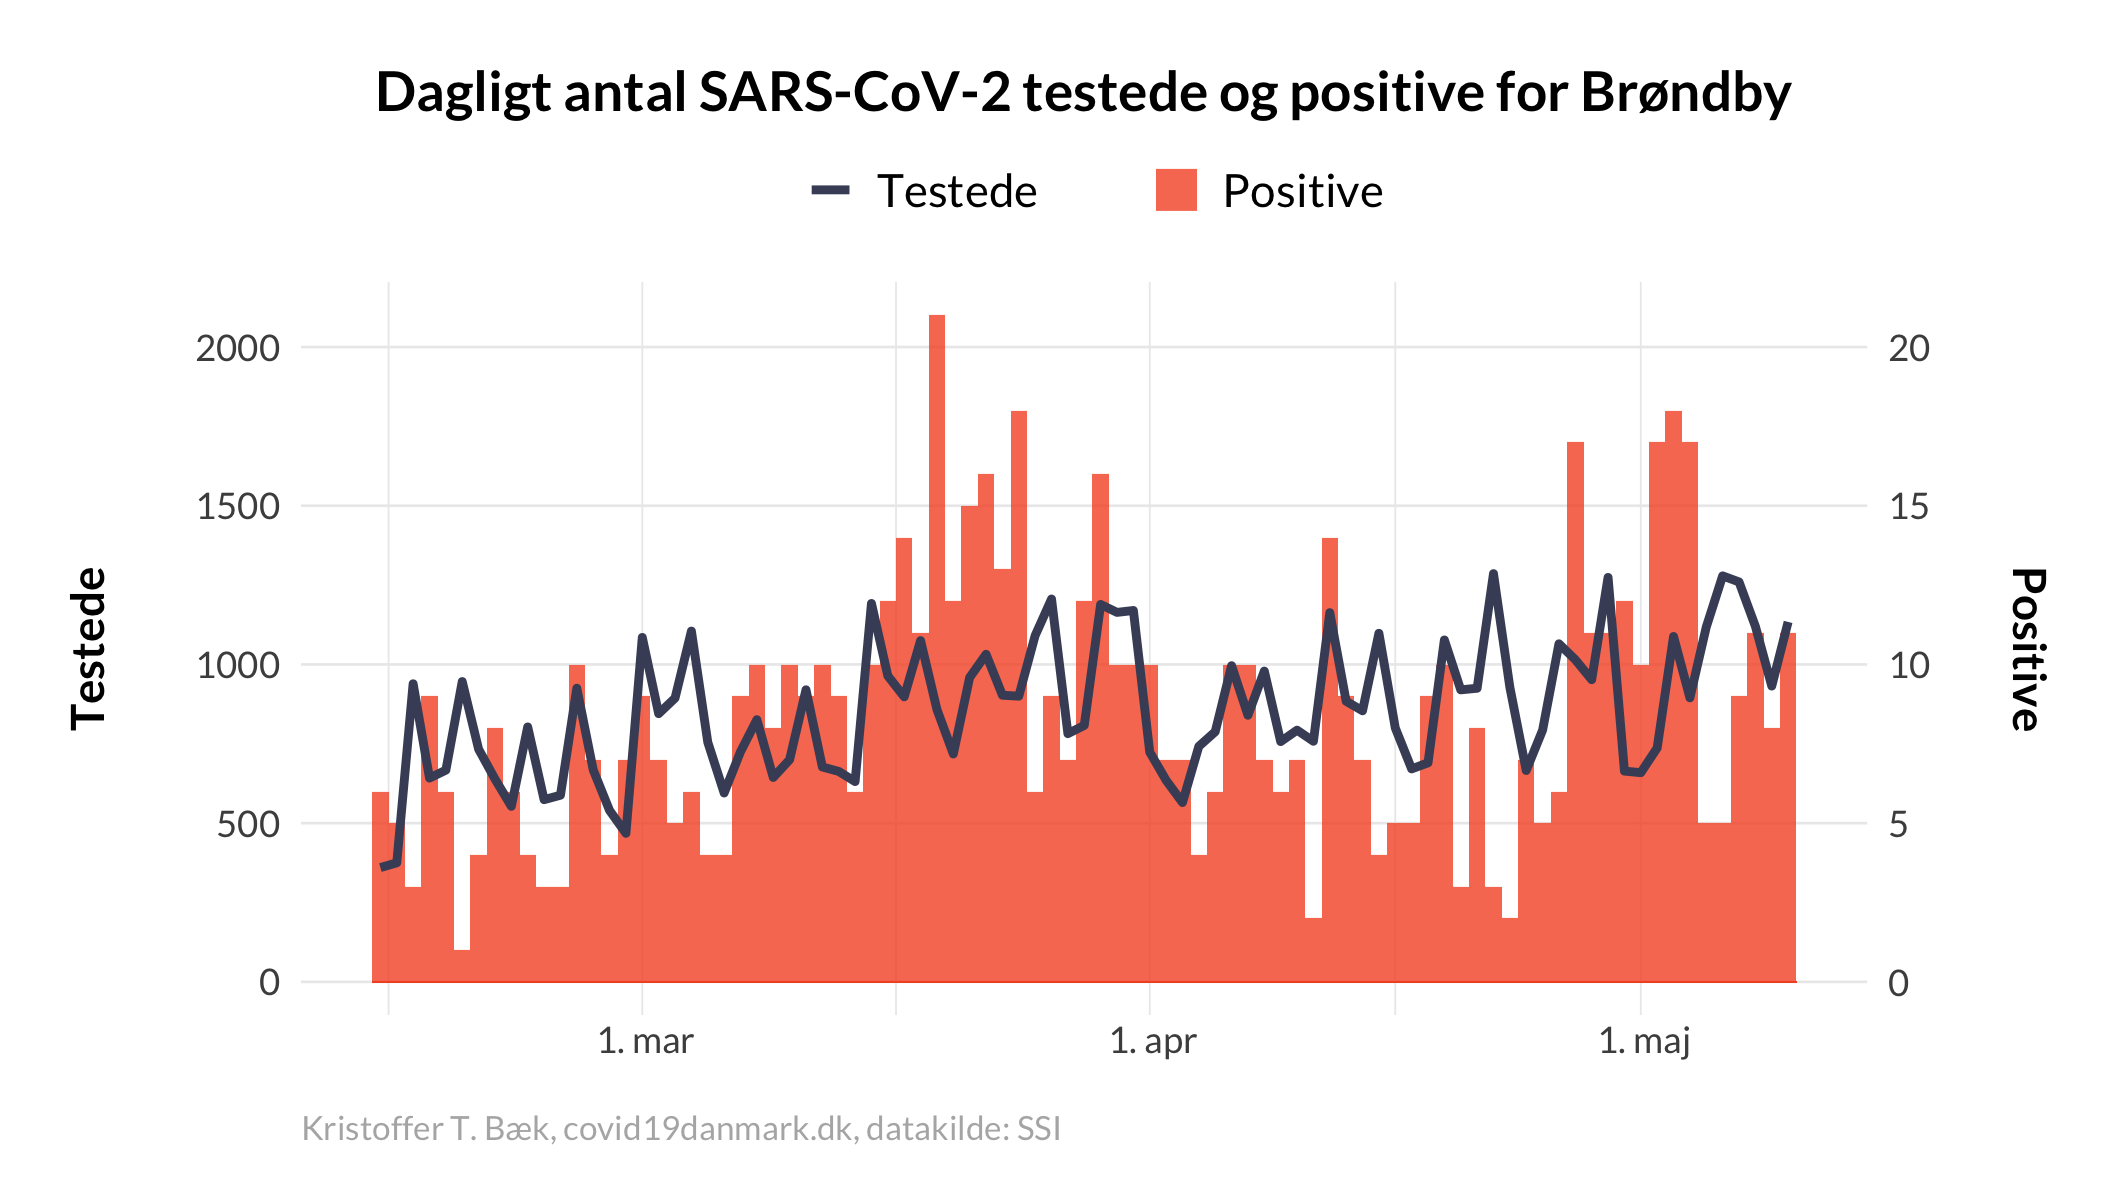 Dagligt antal SARS-CoV-2 testede og positive for Brøndby
Testede
Positive
2000
1500
1000
500
0
20
15
10
5
0
Testede
Positive
1. mar
1. apr
1. maj
Kristoffer T. Bæk, covid19danmark.dk, datakilde: SSI